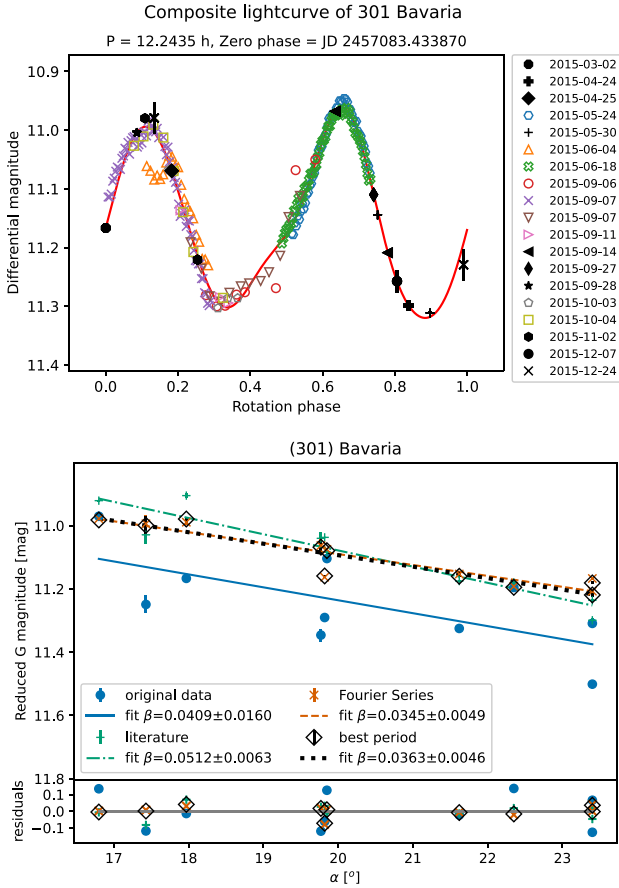 Composite lightcurve of 301 Bavaria
P = 12.2435 h, Zero phase = JD 2457083.433870
Differential magnitude
10.9
11.0
11.1
11.2
11.3
11.4
0.0
0.2
0.4
0.6
0.8
1.0
Rotation phase
2015-03-02
2015-04-24
2015-04-25
2015-05-24
2015-05-30
2015-06-04
2015-06-18
2015-09-06
2015-09-07
2015-09-07
2015-09-11
2015-09-14
2015-09-27
2015-09-28
2015-10-03
2015-10-04
2015-11-02
2015-12-07
2015-12-24
(301) Bavaria
Reduced G magnitude [mag]
11.0
11.2
11.4
11.6
11.8
original data
fit β=0.0409±0.0160
literature
fit β=0.0512±0.0063
Fourier Series
fit β=0.0345±0.0049
best period
fit β=0.0363±0.0046
residuals
0.1
0.0
−0.1
17
18
19
20
21
22
23
α [°]